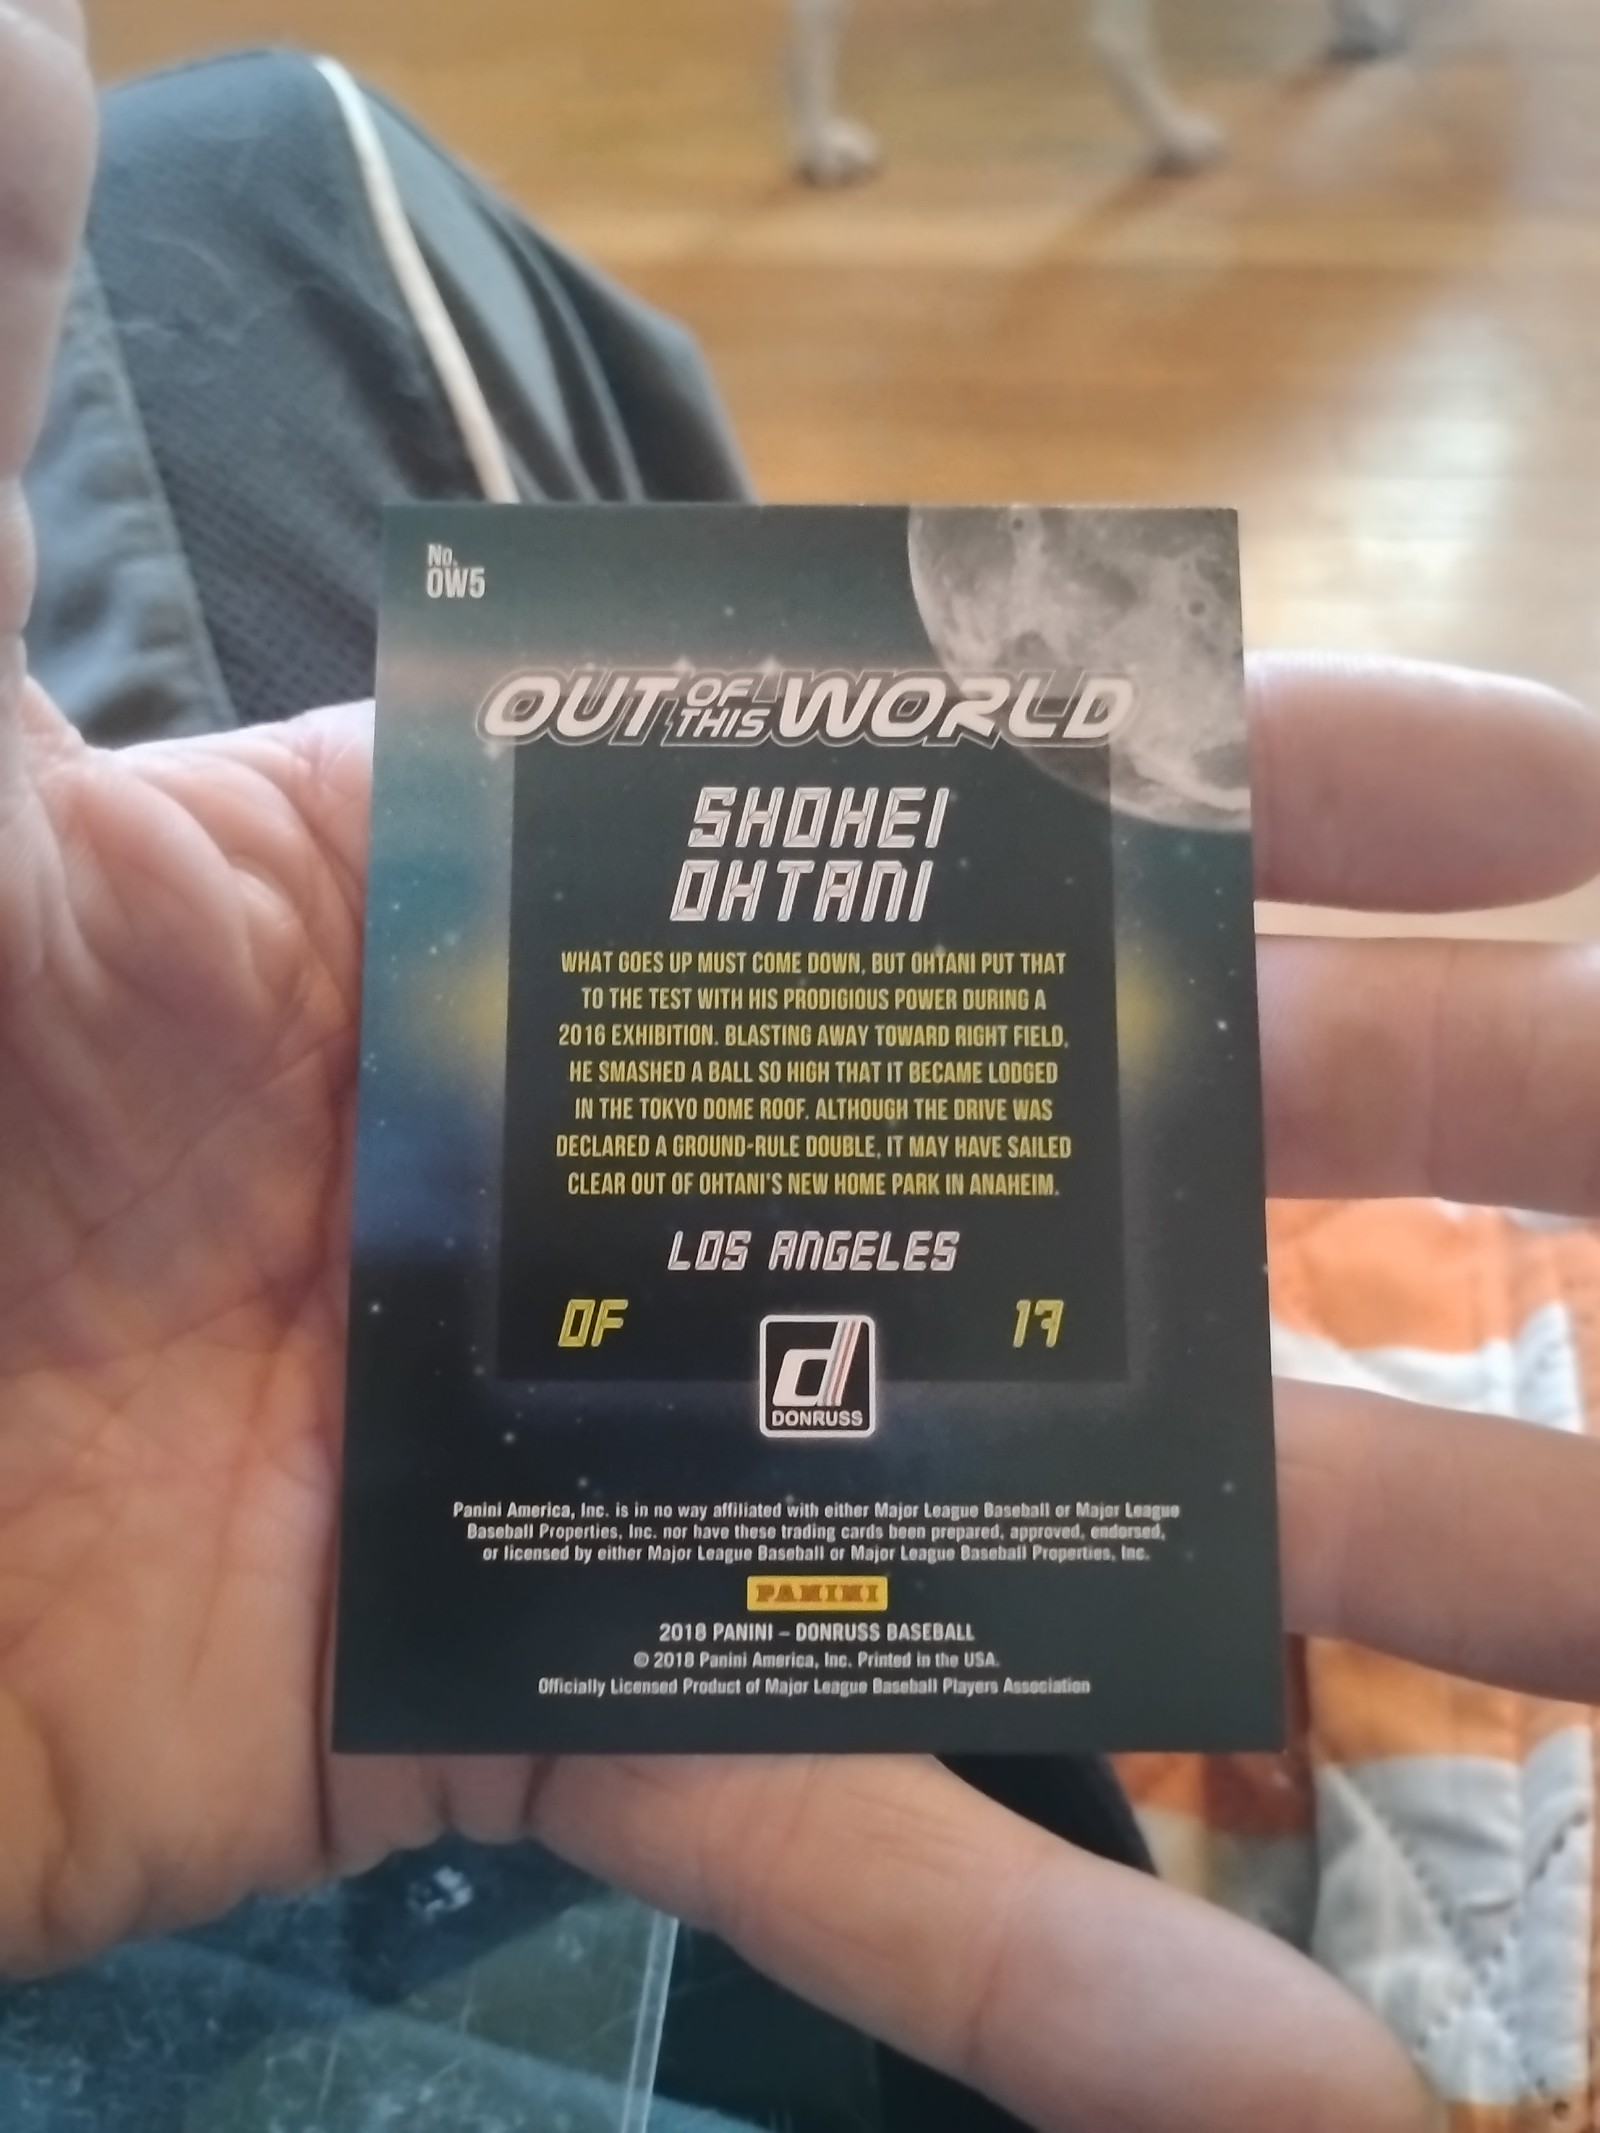 No.
OW5
OUT OF THIS WORLD
SHOHEI
OHTANI
WHAT GOES UP MUST COME DOWN, BUT OHTANI PUT THAT
TO THE TEST WITH HIS PRODIGIOUS POWER DURING A
2016 EXHIBITION. BLASTING AWAY TOWARD RIGHT FIELD,
HE SMASHED A BALL SO HIGH THAT IT BECAME LODGED
IN THE TOKYO DOME ROOF. ALTHOUGH THE DRIVE WAS
DECLARED A GROUND-RULE DOUBLE, IT MAY HAVE SAILED
CLEAR OUT OF OHTANI'S NEW HOME PARK IN ANAHEIM.
LOS ANGELES
OF 17
d
DONRUSS
Panini America, Inc. is in no way affiliated with either Major League Baseball or Major League
Baseball Properties, Inc. nor have these trading cards been prepared, approved, endorsed,
or licensed by either Major League Baseball or Major League Baseball Properties, Inc.
PANINI
2018 PANINI – DONRUSS BASEBALL
© 2018 Panini America, Inc. Printed in the USA.
Officially Licensed Product of Major League Baseball Players Association